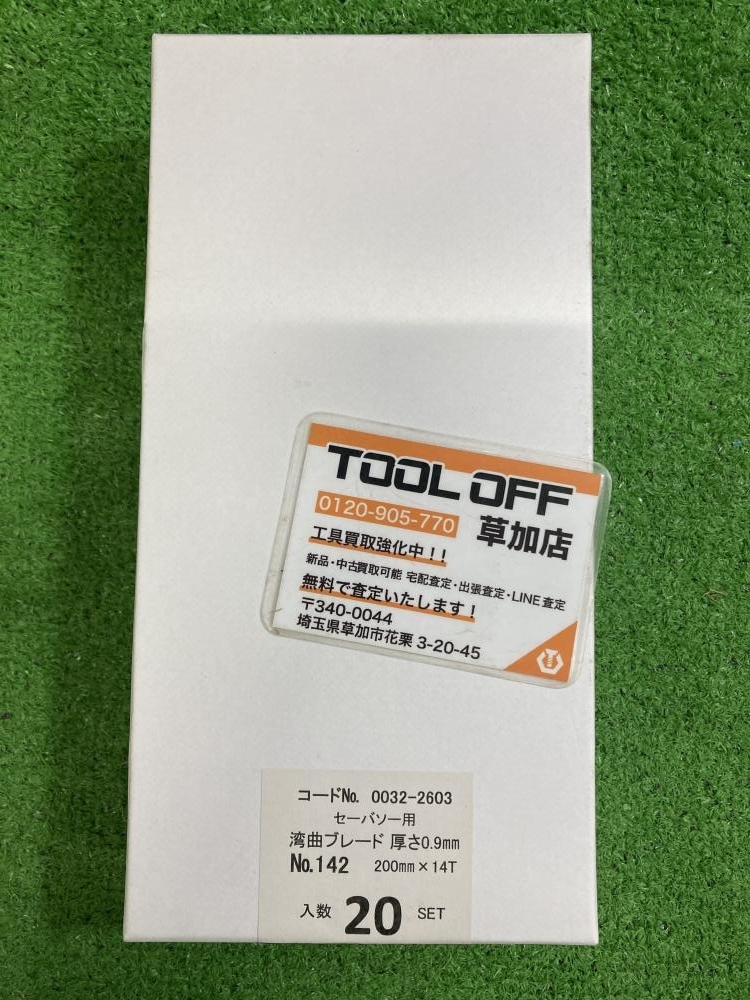 TOOL OFF
0120-905-770
草加店
工具買取強化中！！
新品・中古買取可能 宅配査定・出張査定・LINE査定
無料で査定いたします！
〒340-0044
埼玉県草加市花栗 3-20-45
コードNo. 0032-2603
セーバソー用
湾曲ブレード 厚さ0.9mm
No.142 200mm×14T
入数 20 SET